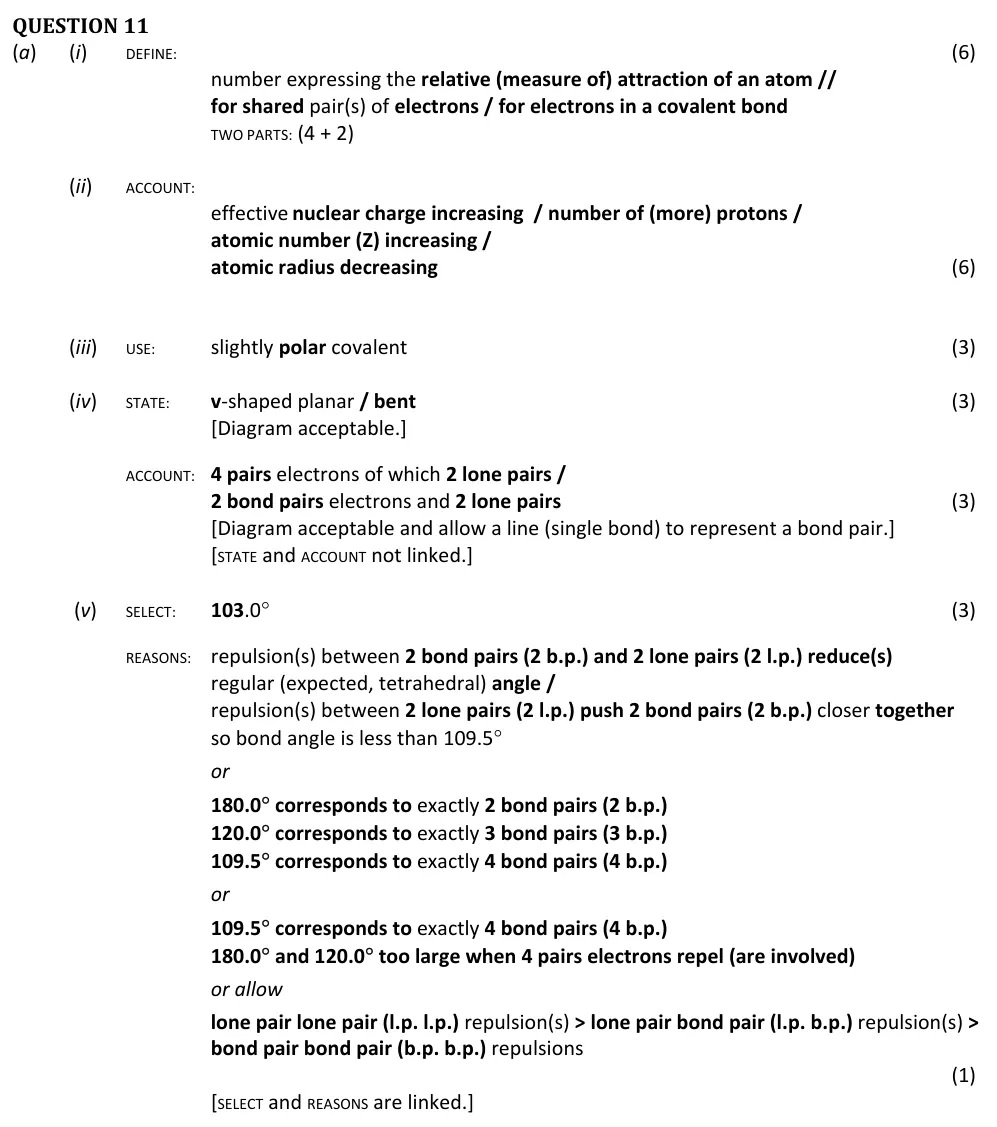 QUESTION 11
(a) (i) DEFINE: (6)
number expressing the relative (measure of) attraction of an atom //
for shared pair(s) of electrons / for electrons in a covalent bond
TWO PARTS: (4 + 2)
(ii) ACCOUNT:
effective nuclear charge increasing / number of (more) protons /
atomic number (Z) increasing /
atomic radius decreasing (6)
(iii) USE: slightly polar covalent (3)
(iv) STATE: v-shaped planar / bent (3)
[Diagram acceptable.]
ACCOUNT: 4 pairs electrons of which 2 lone pairs /
2 bond pairs electrons and 2 lone pairs (3)
[Diagram acceptable and allow a line (single bond) to represent a bond pair.]
[STATE and ACCOUNT not linked.]
(v) SELECT: 103.0° (3)
REASONS: repulsion(s) between 2 bond pairs (2 b.p.) and 2 lone pairs (2 l.p.) reduce(s)
regular (expected, tetrahedral) angle /
repulsion(s) between 2 lone pairs (2 l.p.) push 2 bond pairs (2 b.p.) closer together
so bond angle is less than 109.5°
or
180.0° corresponds to exactly 2 bond pairs (2 b.p.)
120.0° corresponds to exactly 3 bond pairs (3 b.p.)
109.5° corresponds to exactly 4 bond pairs (4 b.p.)
or
109.5° corresponds to exactly 4 bond pairs (4 b.p.)
180.0° and 120.0° too large when 4 pairs electrons repel (are involved)
or allow
lone pair lone pair (l.p. l.p.) repulsion(s) > lone pair bond pair (l.p. b.p.) repulsion(s) >
bond pair bond pair (b.p. b.p.) repulsions
(1)
[SELECT and REASONS are linked.]